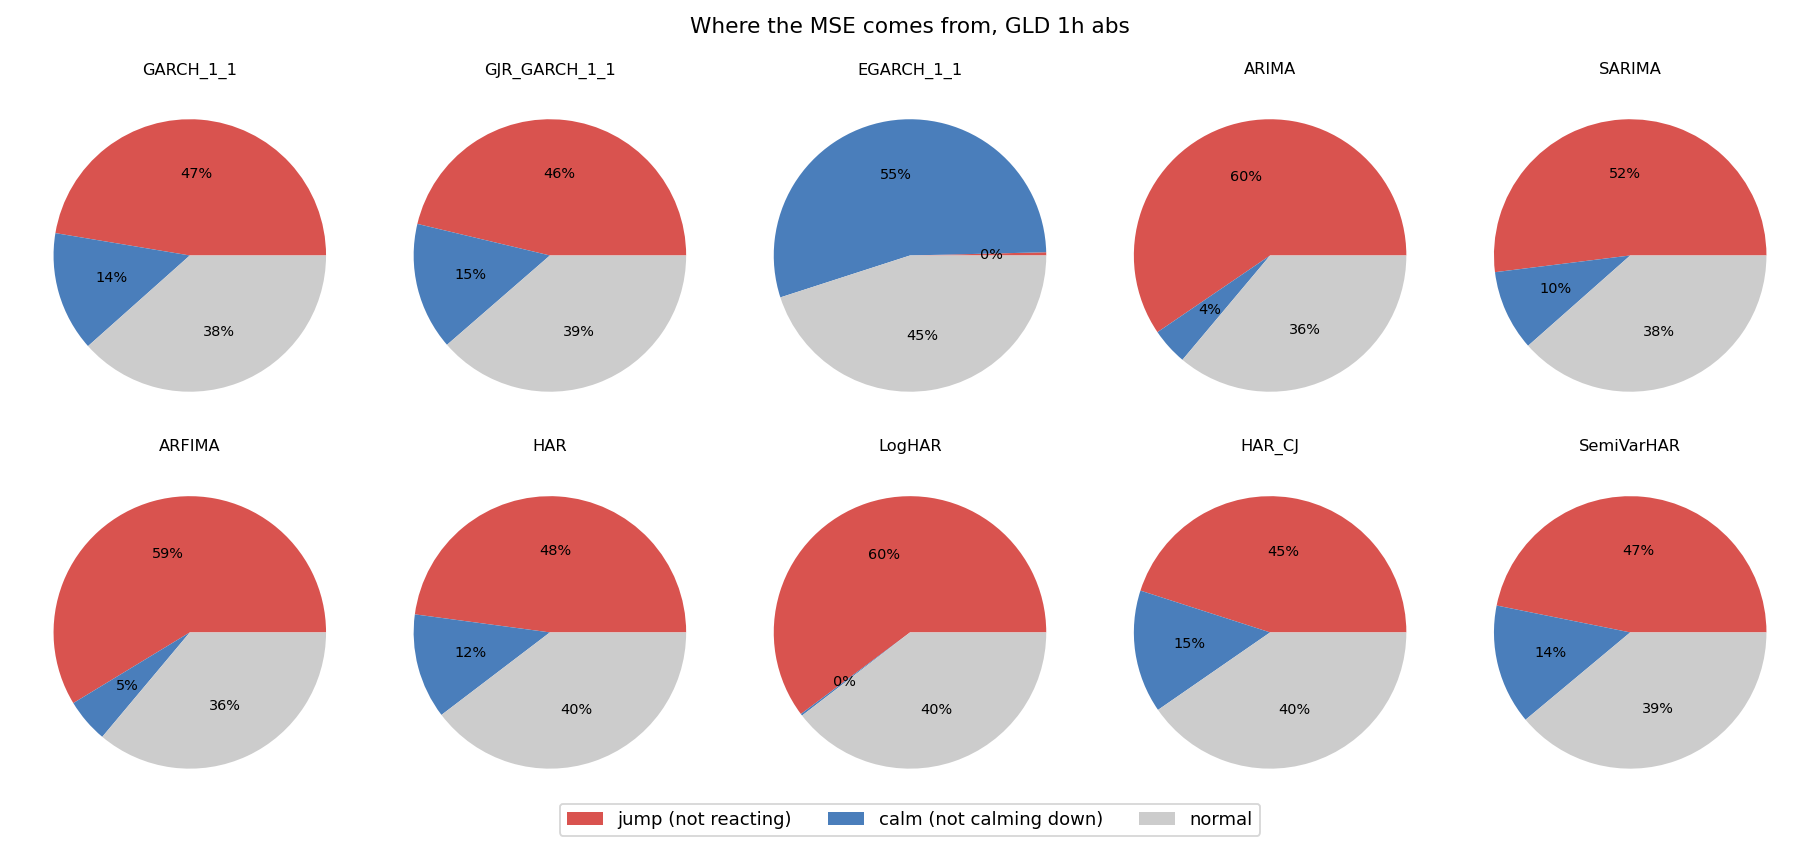 Where the MSE comes from, GLD 1h abs
GARCH_1_1
GJR_GARCH_1_1
EGARCH_1_1
ARIMA
SARIMA
47%
14%
38%
46%
15%
39%
55%
0%
45%
60%
4%
36%
52%
10%
38%
ARFIMA
HAR
LogHAR
HAR_CJ
SemiVarHAR
59%
5%
36%
48%
12%
40%
60%
0%
40%
45%
15%
40%
47%
14%
39%
jump (not reacting)
calm (not calming down)
normal